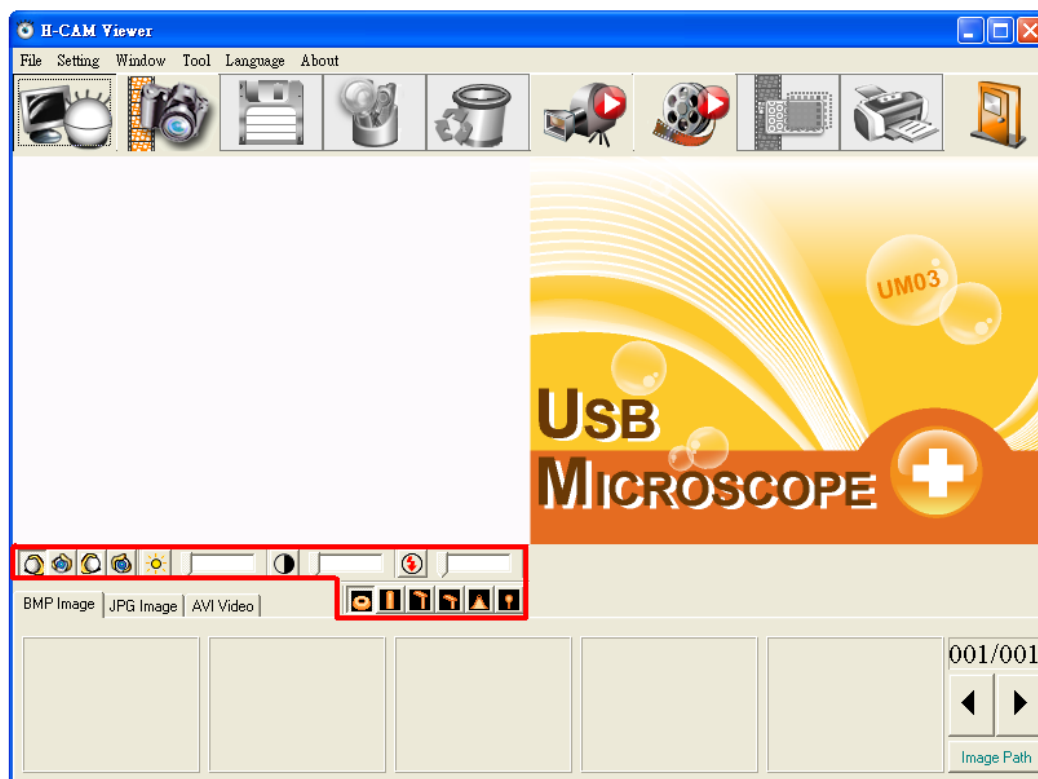 H-CAM Viewer
File Setting Window Tool Language About
UM03
USB
MICROSCOPE
BMP Image JPG Image AVI Video
001/001
Image Path